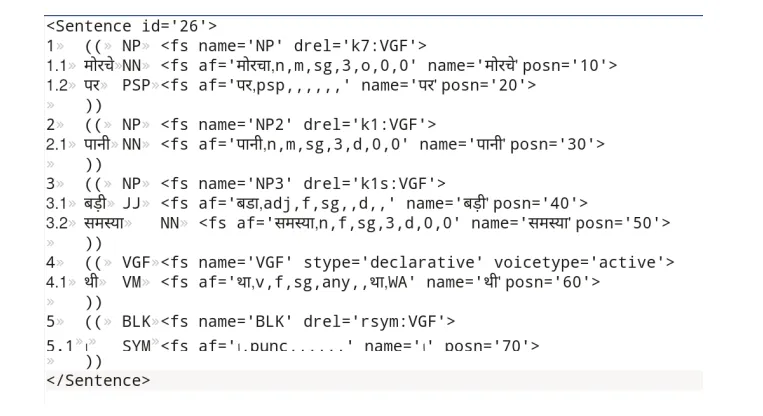 <Sentence id='26'>
1» ((» NP» <fs name='NP' drel='k7:VGF'>
1.1» मोरचे»NN» <fs af='मोरचा,n,m,sg,3,o,0,0' name='मोरचे' posn='10'>
1.2» पर» PSP»<fs af='पर,psp,,,,,,' name='पर' posn='20'>
» ))
2» ((» NP» <fs name='NP2' drel='k1:VGF'>
2.1» पानी»NN» <fs af='पानी,n,m,sg,3,d,0,0' name='पानी' posn='30'>
» ))
3» ((» NP» <fs name='NP3' drel='k1s:VGF'>
3.1» बड़ी» JJ» <fs af='बडा,adj,f,sg,,d,,' name='बड़ी' posn='40'>
3.2» समस्या» NN» <fs af='समस्या,n,f,sg,3,d,0,0' name='समस्या' posn='50'>
» ))
4» ((» VGF»<fs name='VGF' stype='declarative' voicetype='active'>
4.1» थी» VM» <fs af='था,v,f,sg,any,,था,WA' name='थी' posn='60'>
» ))
5» ((» BLK»<fs name='BLK' drel='rsym:VGF'>
5.1»।» SYM»<fs af='।,punc,,,,,,' name='।' posn='70'>
» ))
</Sentence>